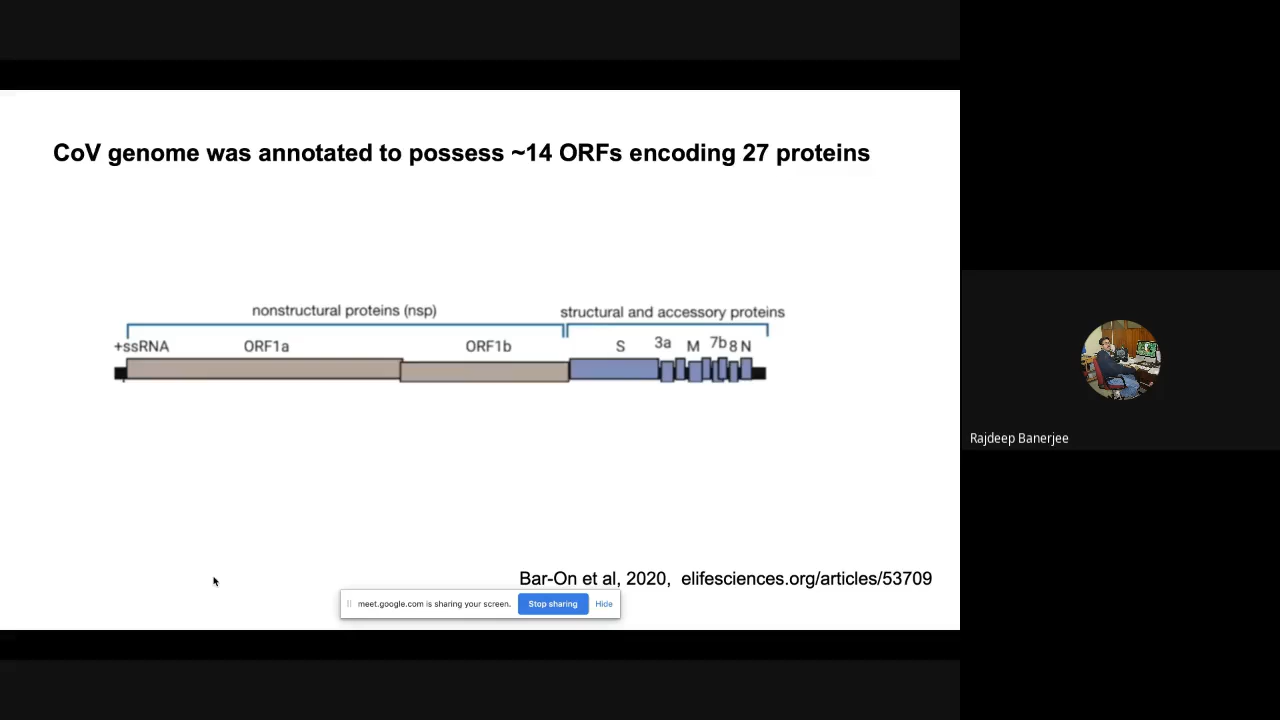 CoV genome was annotated to possess ~14 ORFs encoding 27 proteins
nonstructural proteins (nsp)
structural and accessory proteins
+ssRNA ORF1a ORF1b S 3a M 7b 8 N
Rajdeep Banerjee
Bar-On et al, 2020, elifesciences.org/articles/53709
meet.google.com is sharing your screen. Stop sharing Hide